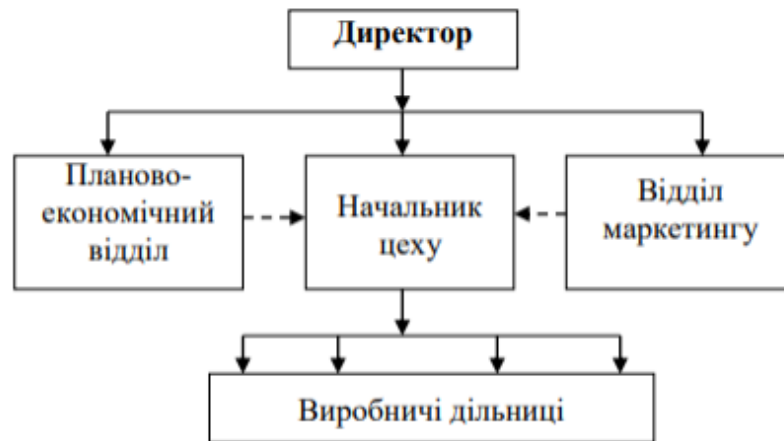 Директор
Планово-
економічний
відділ
Начальник
цеху
Відділ
маркетингу
Виробничі дільниці